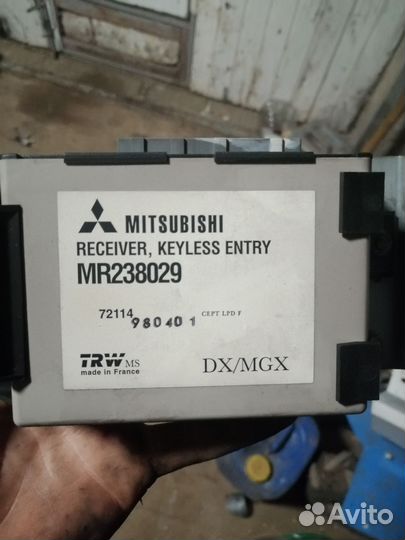 MITSUBISHI
RECEIVER, KEYLESS ENTRY
MR238029
72114 CEPT LPD F
980401
TRW MS DX/MGX
made in France
Avito